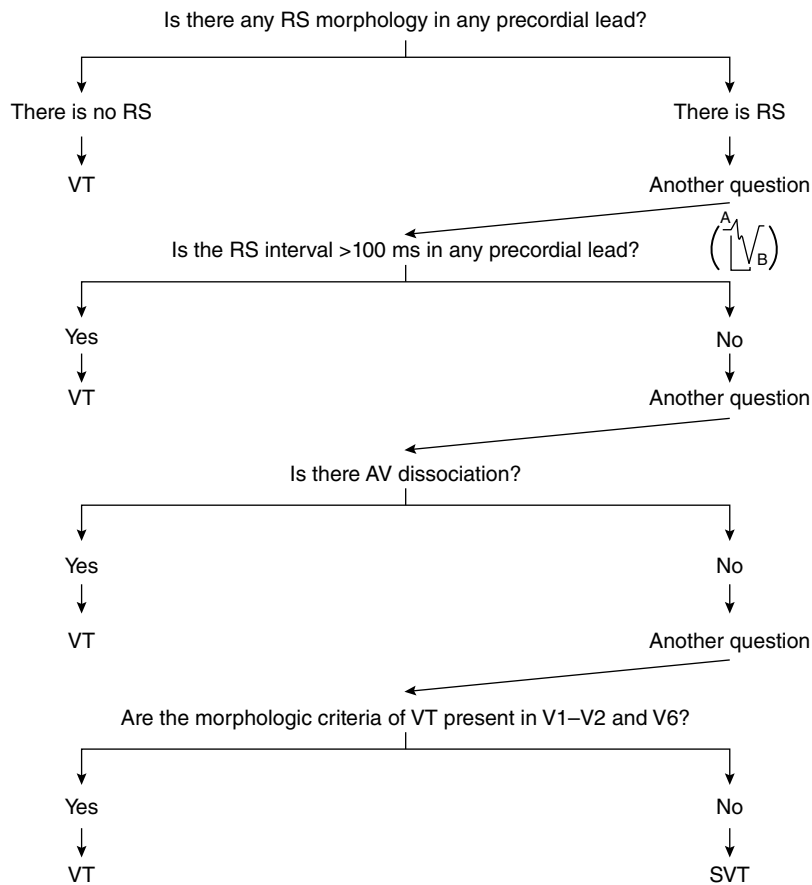 Is there any RS morphology in any precordial lead?
There is no RS
There is RS
VT
Another question
A
B
Is the RS interval >100 ms in any precordial lead?
Yes
No
VT
Another question
Is there AV dissociation?
Yes
No
VT
Another question
Are the morphologic criteria of VT present in V1–V2 and V6?
Yes
No
VT
SVT